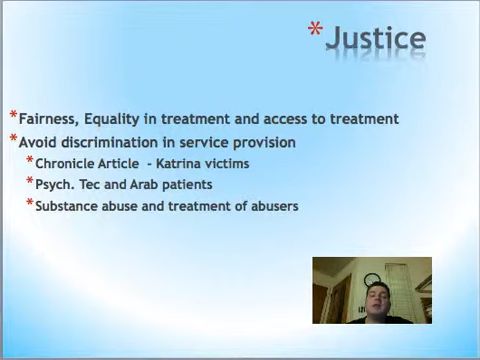 *Justice
*Fairness, Equality in treatment and access to treatment
*Avoid discrimination in service provision
*Chronicle Article - Katrina victims
*Psych. Tec and Arab patients
*Substance abuse and treatment of abusers